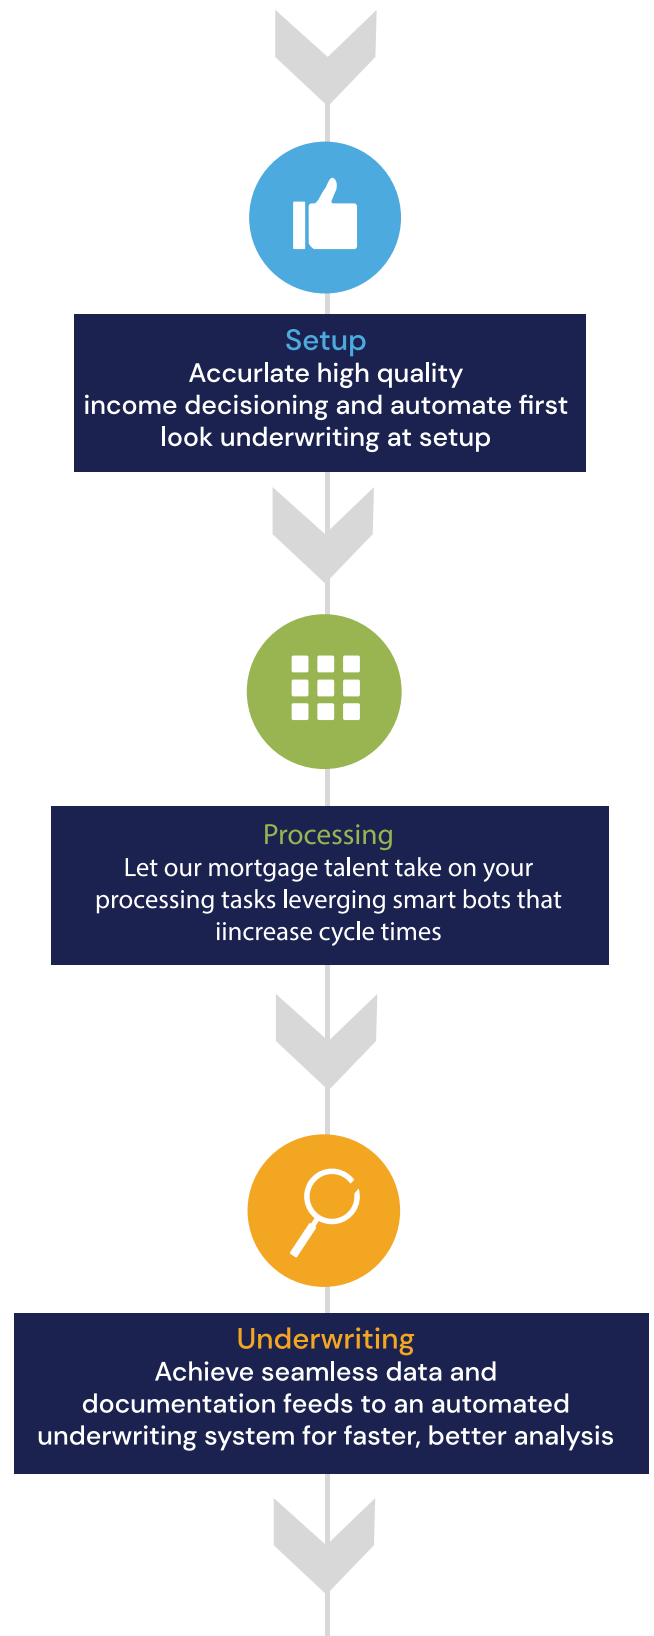 Setup
Accurlate high quality
income decisioning and automate first
look underwriting at setup
Processing
Let our mortgage talent take on your
processing tasks leverging smart bots that
iincrease cycle times
Underwriting
Achieve seamless data and
documentation feeds to an automated
underwriting system for faster, better analysis